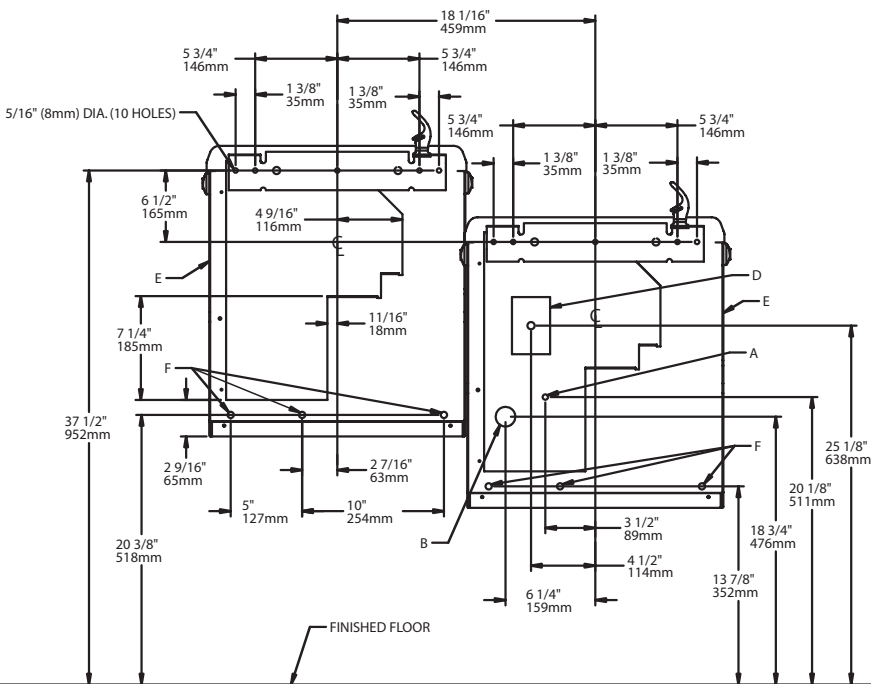 18 1/16"
459mm
5 3/4"
146mm
5 3/4"
146mm
1 3/8"
35mm
1 3/8"
35mm
5/16" (8mm) DIA. (10 HOLES)
5 3/4"
146mm
5 3/4"
146mm
1 3/8"
35mm
1 3/8"
35mm
6 1/2"
165mm
4 9/16"
116mm
CL
E
D
E
CL
11/16"
18mm
7 1/4"
185mm
A
F
37 1/2"
952mm
F
25 1/8"
638mm
2 9/16"
65mm
2 7/16"
63mm
20 1/8"
511mm
5"
127mm
10"
254mm
3 1/2"
89mm
18 3/4"
476mm
20 3/8"
518mm
B
4 1/2"
114mm
13 7/8"
352mm
6 1/4"
159mm
FINISHED FLOOR